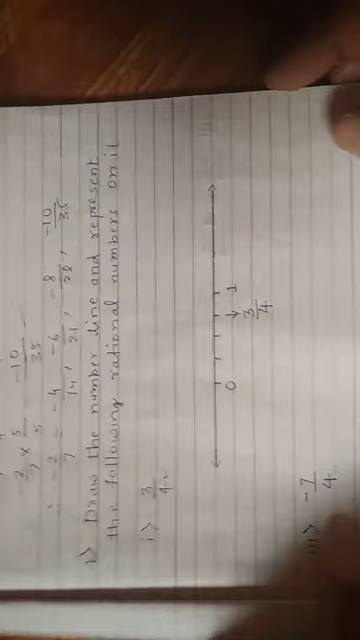 -2/7 × 5/5 = -10/35
∴ -2/7 = -4/14, -6/21, -8/28, -10/35
1) Draw the number line and represent
the following rational numbers on it
i> 3/4
0 1
3/4
-7/4